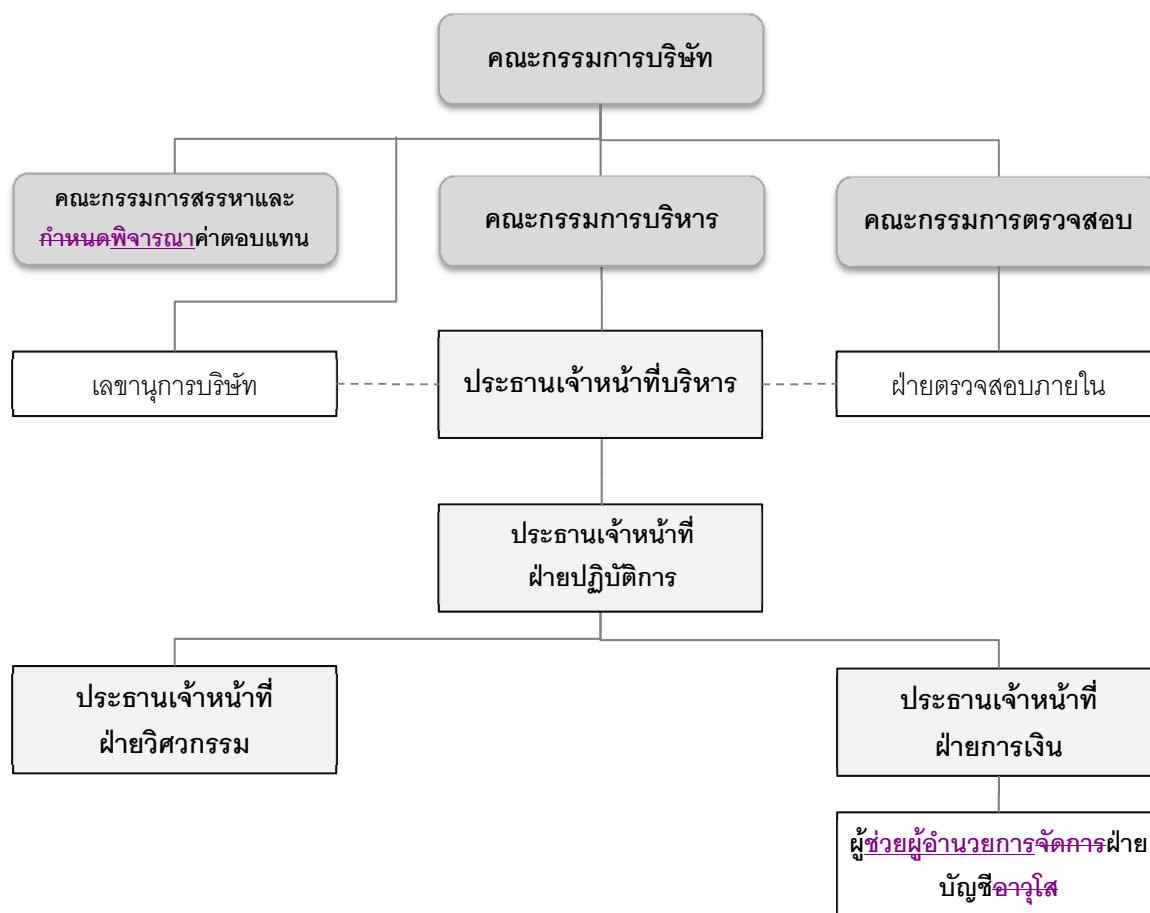 คณะกรรมการบริษัท
คณะกรรมการสรรหาและ
กำหนดพิจารณาค่าตอบแทน
คณะกรรมการบริหาร
คณะกรรมการตรวจสอบ
เลขานุการบริษัท
ประธานเจ้าหน้าที่บริหาร
ฝ่ายตรวจสอบภายใน
ประธานเจ้าหน้าที่
ฝ่ายปฏิบัติการ
ประธานเจ้าหน้าที่
ฝ่ายวิศวกรรม
ประธานเจ้าหน้าที่
ฝ่ายการเงิน
ผู้ช่วยผู้อำนวยการจัดการฝ่าย
บัญชีอาวุโส